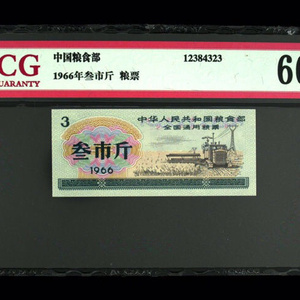 CG
GUARANTY
中国粮食部
12384323
1966年叁市斤 粮票
66
3
中华人民共和国粮食部
全国通用粮票
叁市斤
1966